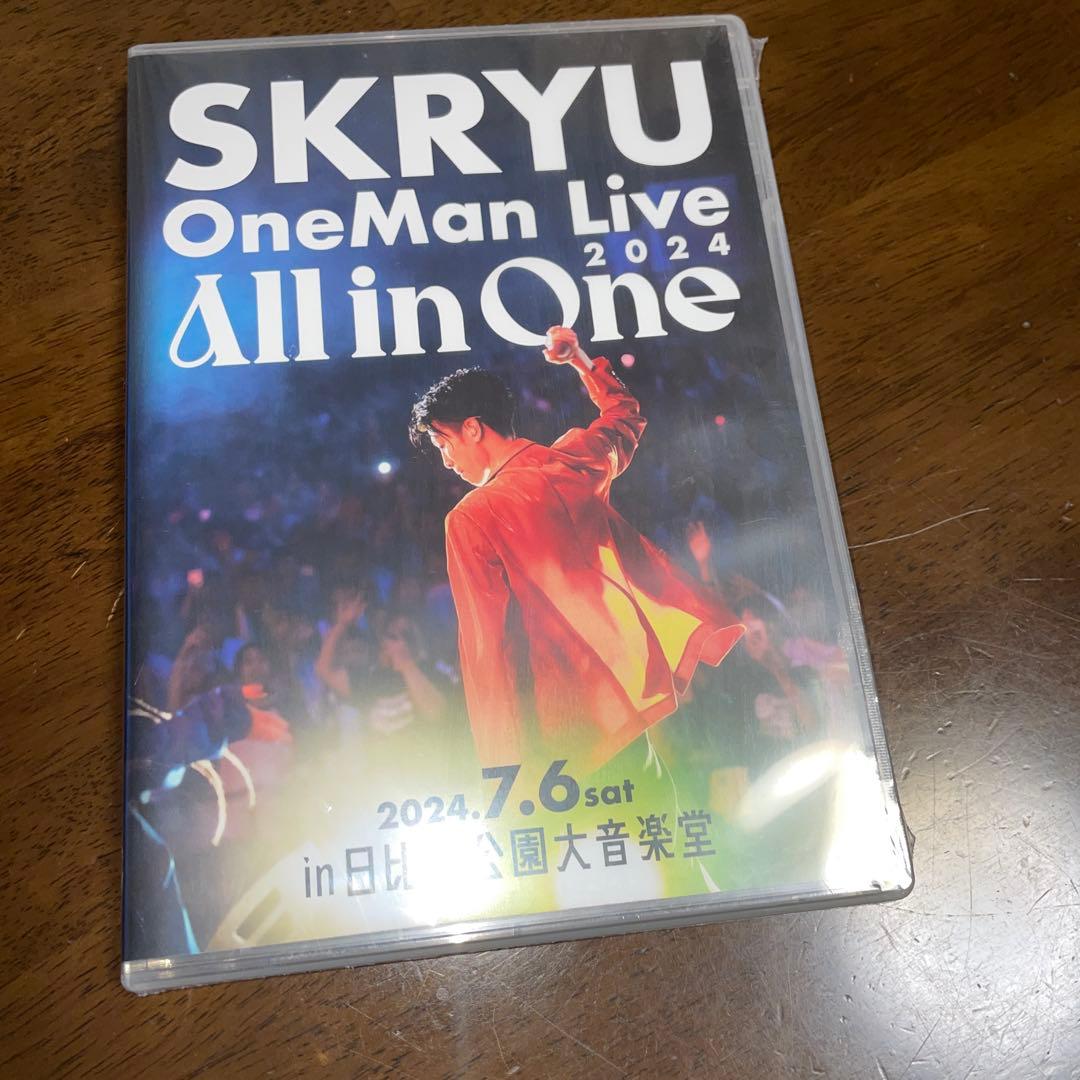 SKRYU
OneMan Live
2024
All in One
2024.7.6sat
in日比 公園大音楽堂